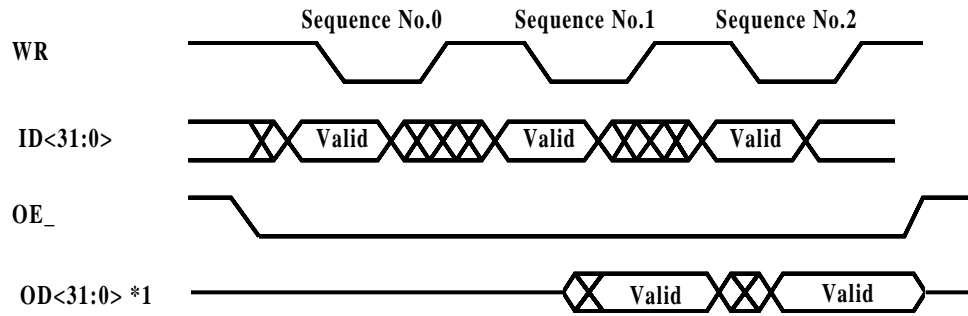 Sequence No.0 Sequence No.1 Sequence No.2
WR
ID<31:0> Valid Valid Valid
OE_
OD<31:0> *1 Valid Valid